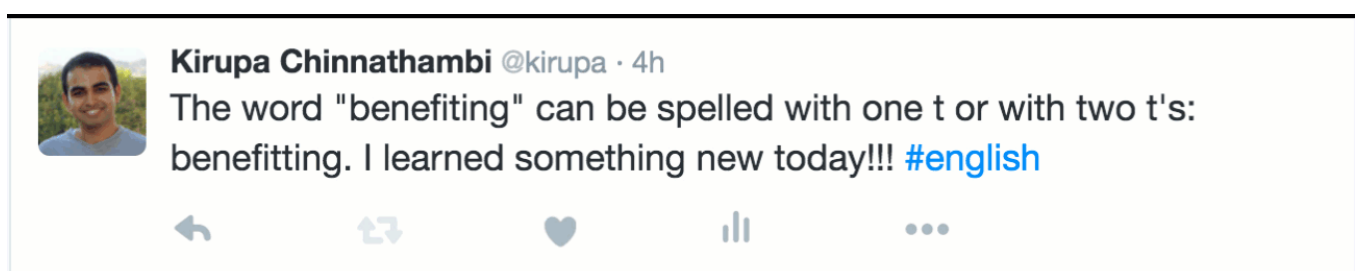 Kirupa Chinnathambi @kirupa · 4h
The word "benefiting" can be spelled with one t or with two t's:
benefitting. I learned something new today!!! #english